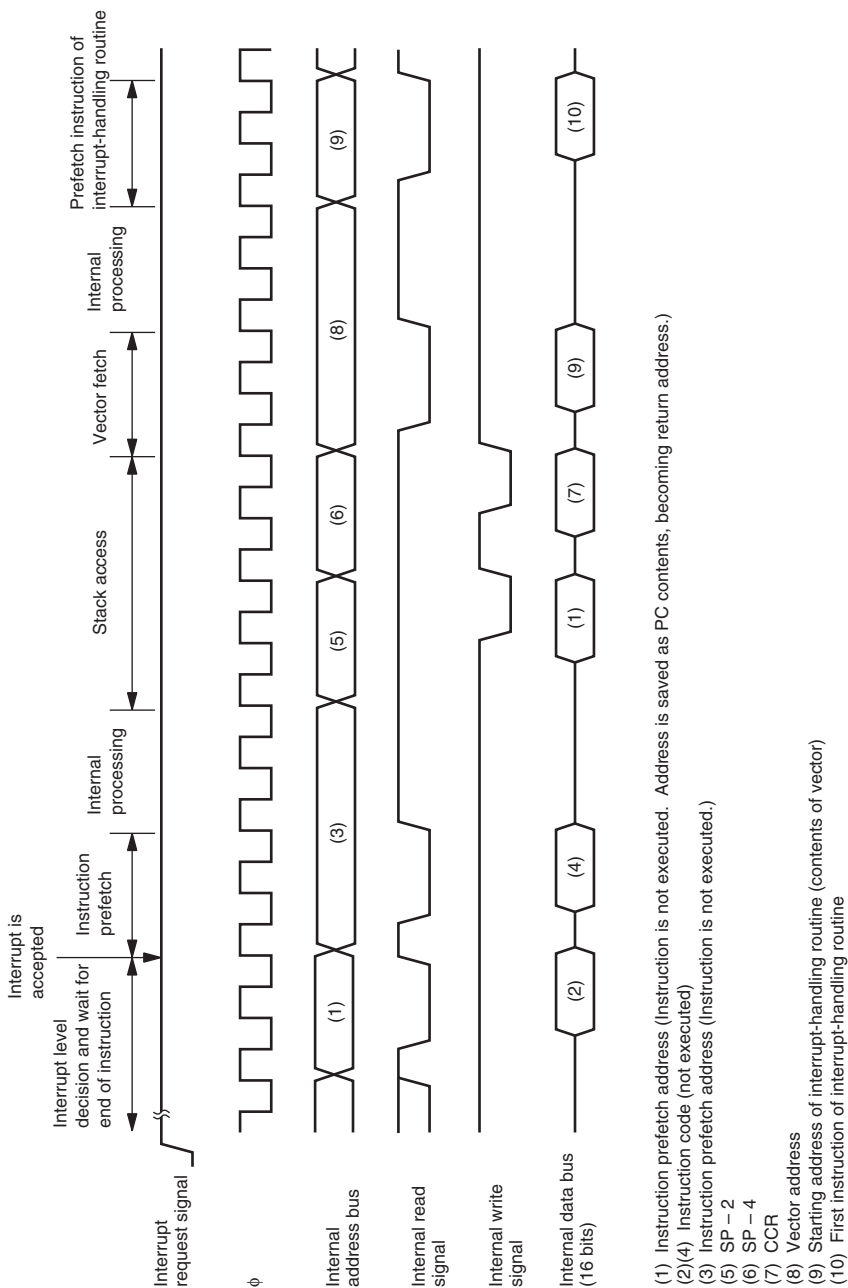 Interrupt is
accepted
Interrupt level
decision and wait for
end of instruction
Instruction
prefetch
Internal
processing
Stack access
Vector fetch
Internal
processing
Prefetch instruction of
interrupt-handling routine
Interrupt
request signal
ϕ
Internal
address bus
(1)
(3)
(5)
(6)
(8)
(9)
Internal read
signal
Internal write
signal
Internal data bus
(16 bits)
(2)
(4)
(1)
(7)
(9)
(10)
(1) Instruction prefetch address (Instruction is not executed. Address is saved as PC contents, becoming return address.)
(2)(4) Instruction code (not executed)
(3) Instruction prefetch address (Instruction is not executed.)
(5) SP – 2
(6) SP – 4
(7) CCR
(8) Vector address
(9) Starting address of interrupt-handling routine (contents of vector)
(10) First instruction of interrupt-handling routine